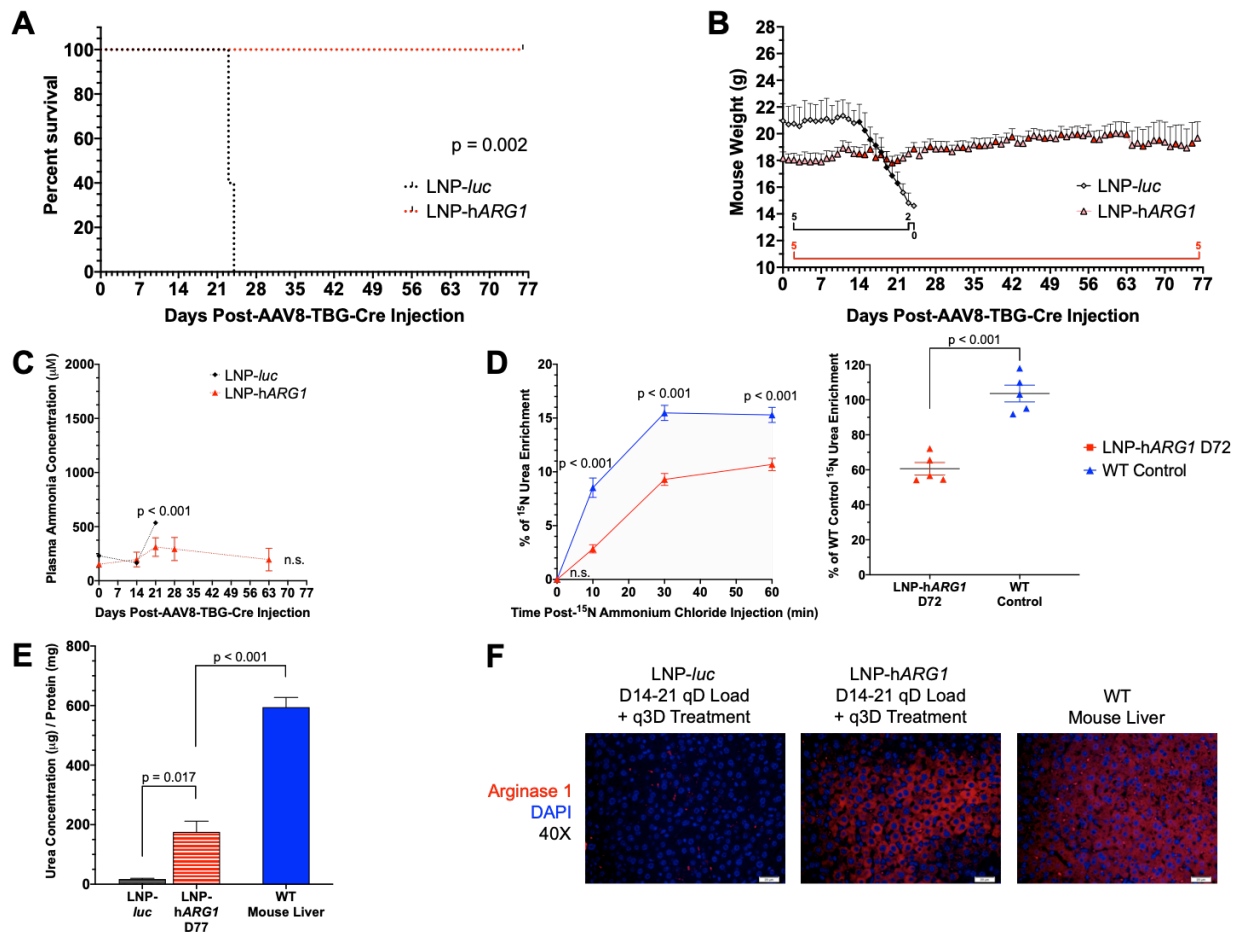 A
Percent survival
100
80
60
40
20
0
p = 0.002
LNP-luc
LNP-hARG1
0 7 14 21 28 35 42 49 56 63 70 77
Days Post-AAV8-TBG-Cre Injection
B
Mouse Weight (g)
28
26
24
22
20
18
16
14
12
10
LNP-luc
LNP-hARG1
5 2
0
5 5
0 7 14 21 28 35 42 49 56 63 70 77
Days Post-AAV8-TBG-Cre Injection
C
Plasma Ammonia Concentration (µM)
2000
1500
1000
500
0
LNP-luc
LNP-hARG1
p < 0.001
n.s.
0 7 14 21 28 35 42 49 56 63 70 77
Days Post-AAV8-TBG-Cre Injection
D
% of 15N Urea Enrichment
20
15
10
5
0
p < 0.001
p < 0.001
p < 0.001
n.s.
0 10 20 30 40 50 60
Time Post-15N Ammonium Chloride Injection (min)
% of WT Control 15N Urea Enrichment
120
100
80
60
40
20
0
p < 0.001
LNP-hARG1 D72
WT Control
LNP-hARG1
D72
WT
Control
E
Urea Concentration (µg) / Protein (mg)
800
600
400
200
0
p < 0.001
p = 0.017
LNP-
luc
LNP-
hARG1
D77
WT
Mouse Liver
F
LNP-luc
D14-21 qD Load
+ q3D Treatment
LNP-hARG1
D14-21 qD Load
+ q3D Treatment
WT
Mouse Liver
Arginase 1
DAPI
40X